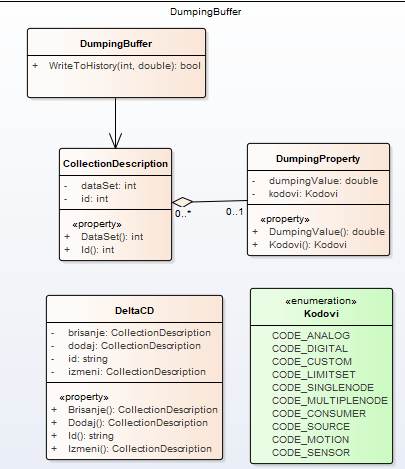 DumpingBuffer
DumpingBuffer
+ WriteToHistory(int, double): bool
CollectionDescription
- dataSet: int
- id: int
«property»
+ DataSet(): int
+ Id(): int
0..*
0..1
DumpingProperty
- dumpingValue: double
- kodovi: Kodovi
«property»
+ DumpingValue(): double
+ Kodovi(): Kodovi
DeltaCD
- brisanje: CollectionDescription
- dodaj: CollectionDescription
- id: string
- izmeni: CollectionDescription
«property»
+ Brisanje(): CollectionDescription
+ Dodaj(): CollectionDescription
+ Id(): string
+ Izmeni(): CollectionDescription
«enumeration»
Kodovi
CODE_ANALOG
CODE_DIGITAL
CODE_CUSTOM
CODE_LIMITSET
CODE_SINGLENODE
CODE_MULTIPLENODE
CODE_CONSUMER
CODE_SOURCE
CODE_MOTION
CODE_SENSOR